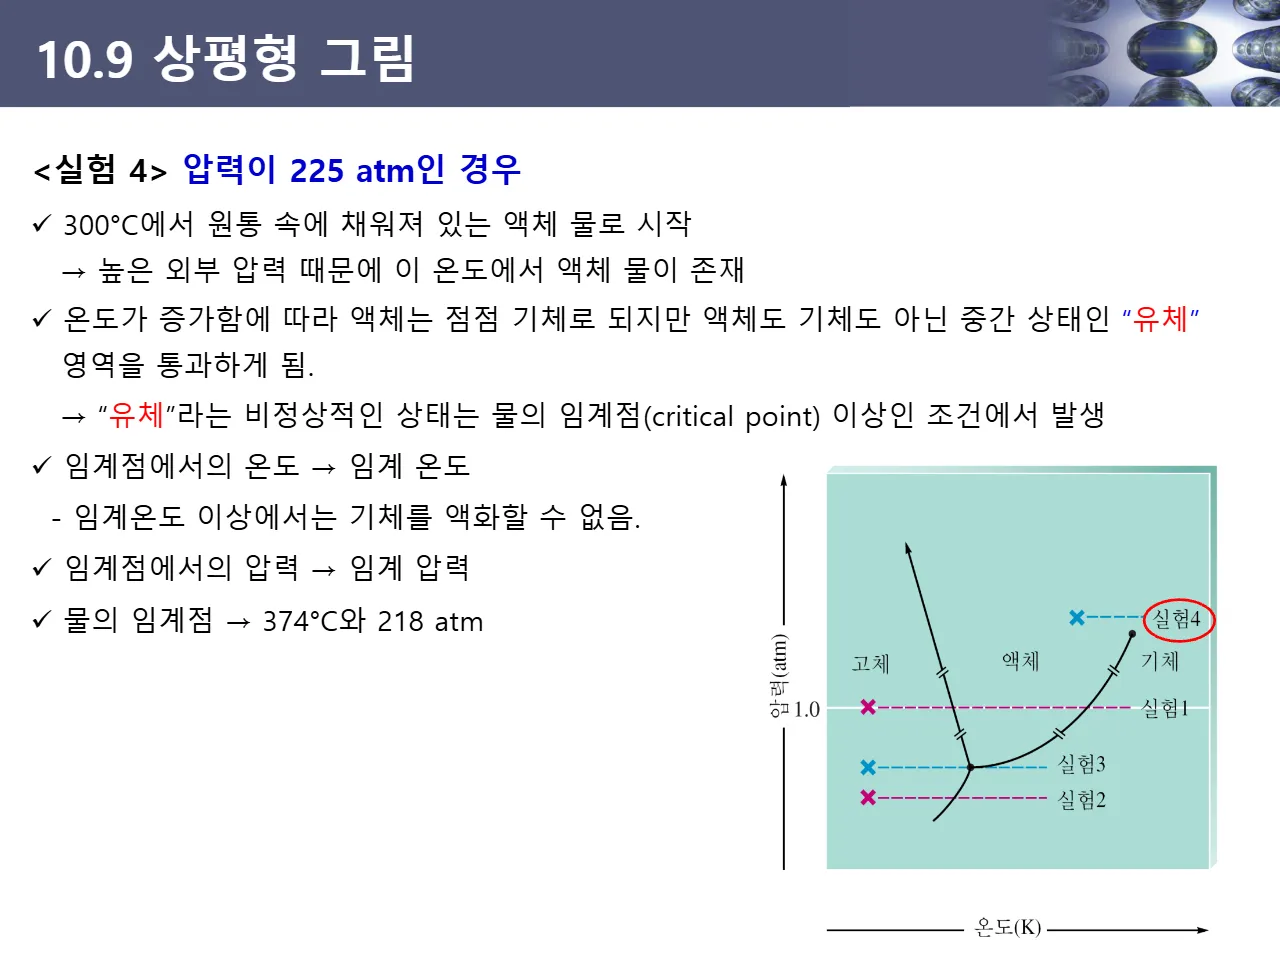 10.9 상평형 그림
<실험 4> 압력이 225 atm인 경우
✓ 300°C에서 원통 속에 채워져 있는 액체 물로 시작
→ 높은 외부 압력 때문에 이 온도에서 액체 물이 존재
✓ 온도가 증가함에 따라 액체는 점점 기체로 되지만 액체도 기체도 아닌 중간 상태인 “유체”
영역을 통과하게 됨.
→ “유체”라는 비정상적인 상태는 물의 임계점(critical point) 이상인 조건에서 발생
✓ 임계점에서의 온도 → 임계 온도
- 임계온도 이상에서는 기체를 액화할 수 없음.
✓ 임계점에서의 압력 → 임계 압력
✓ 물의 임계점 → 374°C와 218 atm
실험4
고체 액체 기체
압력(atm)
1.0
실험1
실험3
실험2
온도(K)